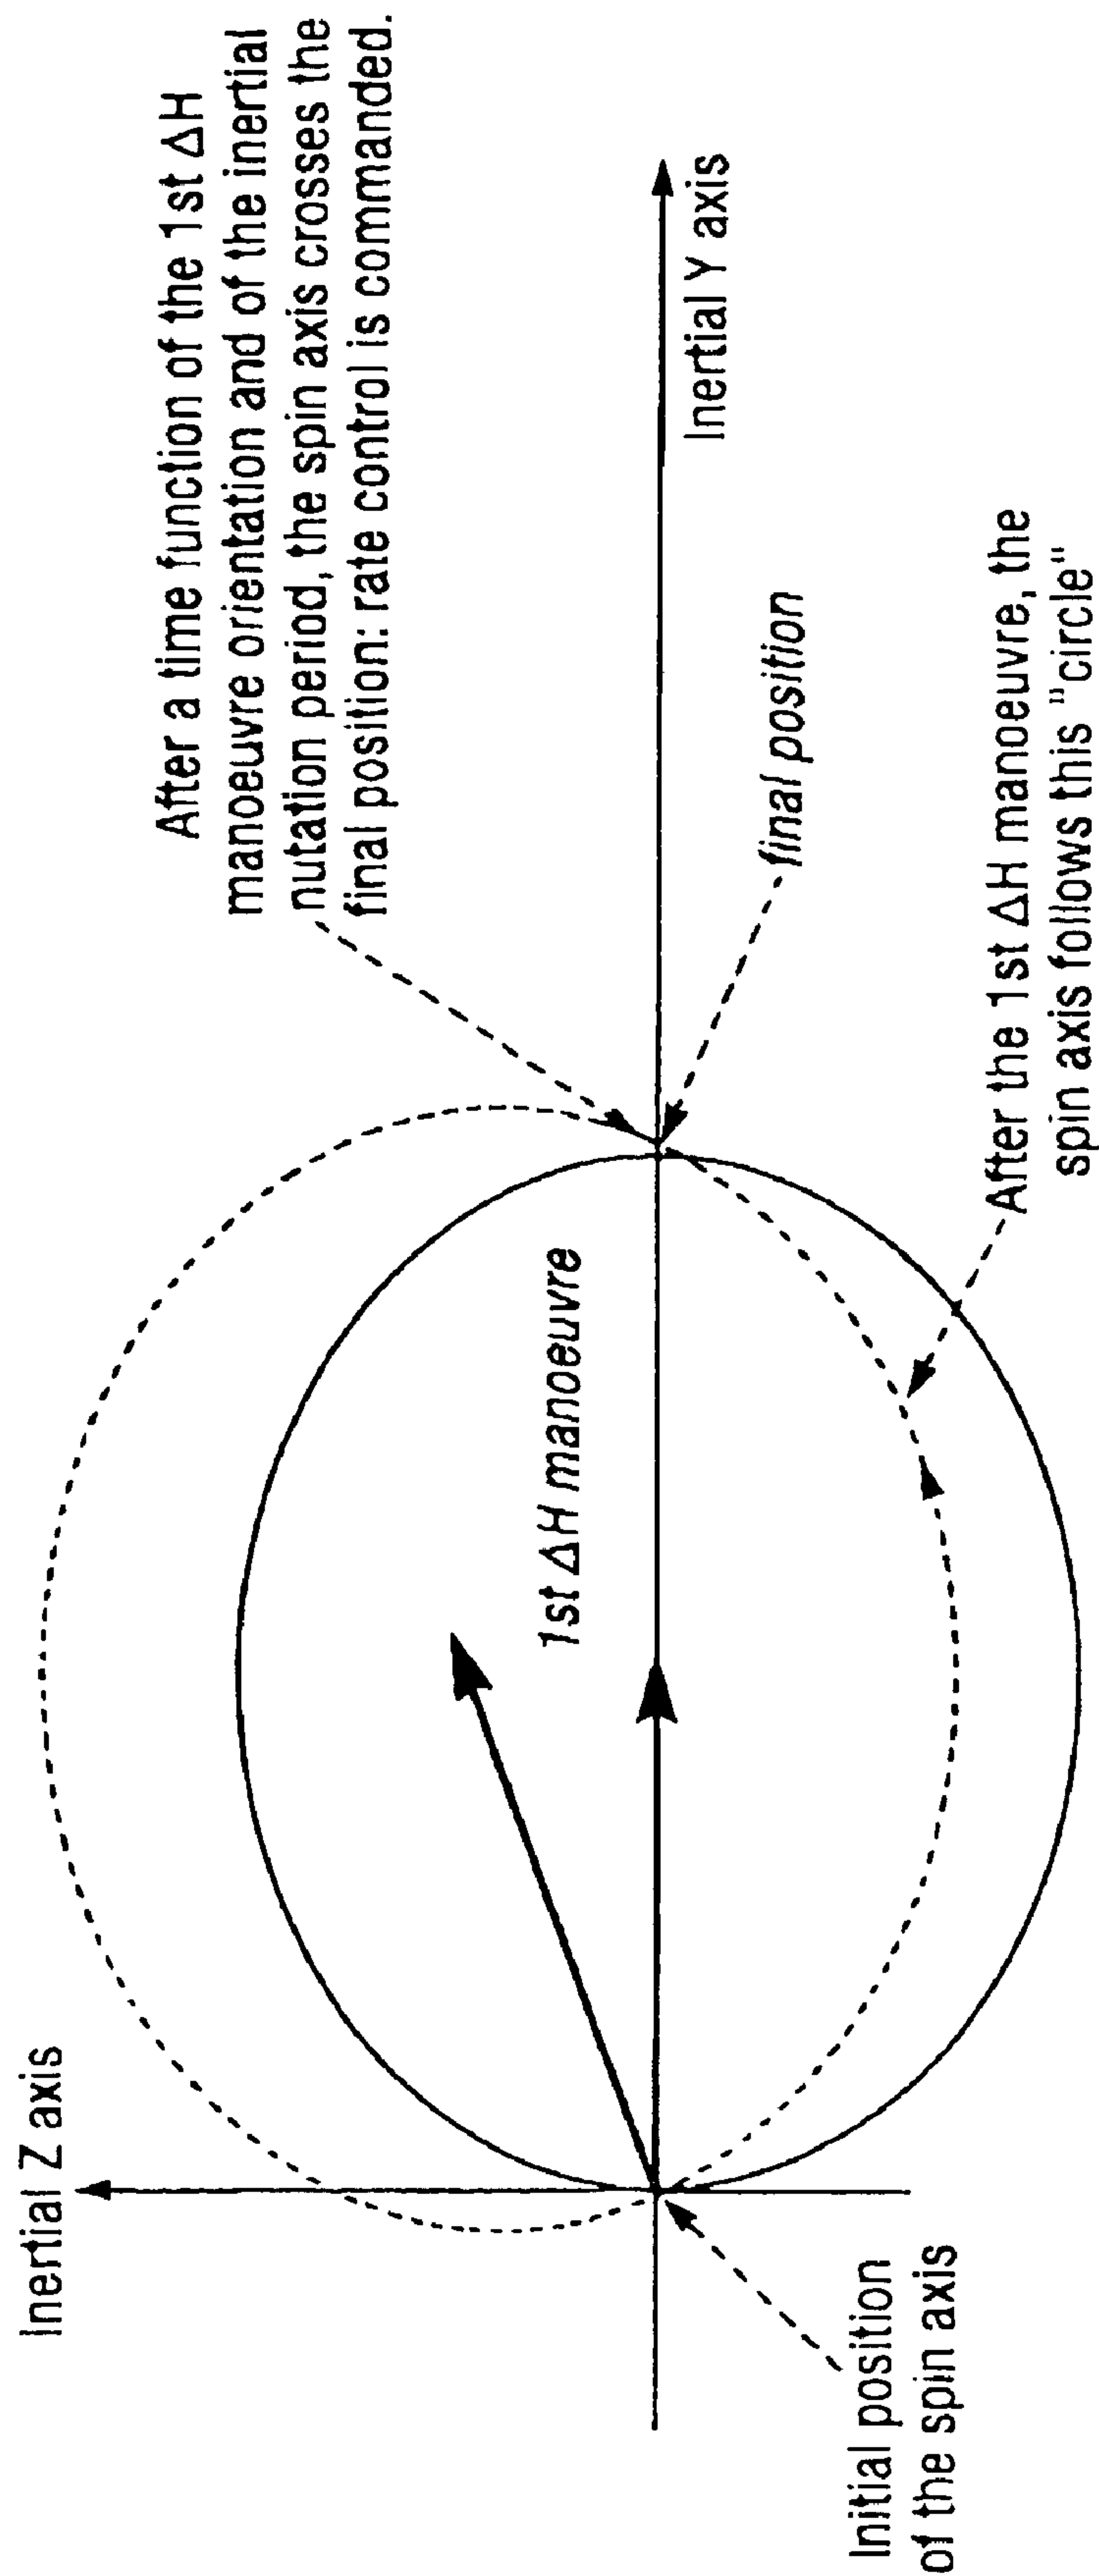 Inertial Z axis
After a time function of the 1st ΔH
manoeuvre orientation and of the inertial
nutation period, the spin axis crosses the
final position: rate control is commanded.
1st ΔH manoeuvre
Inertial Y axis
final position
Initial position
of the spin axis
After the 1st ΔH manoeuvre, the
spin axis follows this "circle"